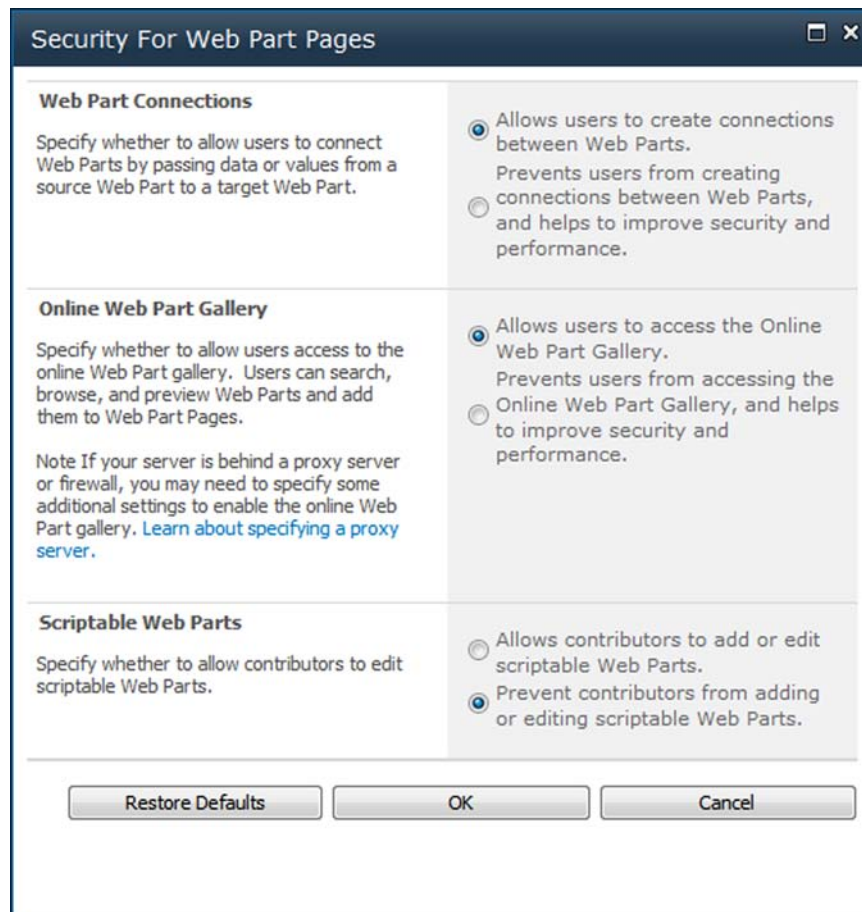 Security For Web Part Pages
Web Part Connections
Specify whether to allow users to connect
Web Parts by passing data or values from a
source Web Part to a target Web Part.
Allows users to create connections
between Web Parts.
Prevents users from creating
connections between Web Parts,
and helps to improve security and
performance.
Online Web Part Gallery
Specify whether to allow users access to the
online Web Part gallery.  Users can search,
browse, and preview Web Parts and add
them to Web Part Pages.
Note If your server is behind a proxy server
or firewall, you may need to specify some
additional settings to enable the online Web
Part gallery. Learn about specifying a proxy
server.
Allows users to access the Online
Web Part Gallery.
Prevents users from accessing the
Online Web Part Gallery, and helps
to improve security and
performance.
Scriptable Web Parts
Specify whether to allow contributors to edit
scriptable Web Parts.
Allows contributors to add or edit
scriptable Web Parts.
Prevent contributors from adding
or editing scriptable Web Parts.
Restore Defaults
OK
Cancel